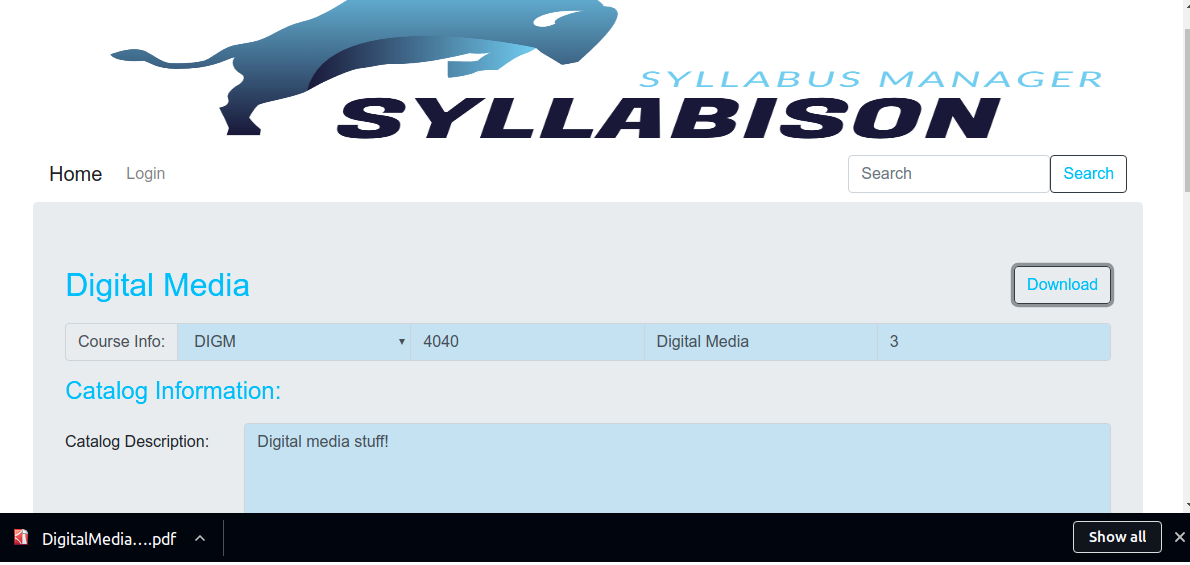 SYLLABUS MANAGER
SYLLABISON
Home Login Search Search
Digital Media Download
Course Info: DIGM 4040 Digital Media 3
Catalog Information:
Catalog Description: Digital media stuff!
DigitalMedia....pdf Show all